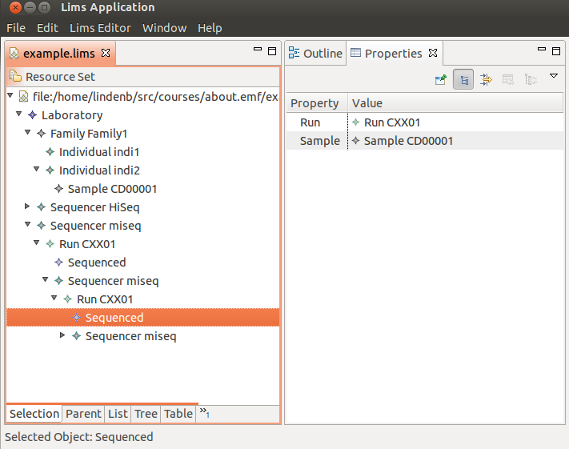 Lims Application
File Edit Lims Editor Window Help
example.lims
Resource Set
file:/home/lindenb/src/courses/about.emf/ex
Laboratory
Family Family1
Individual indi1
Individual indi2
Sample CD00001
Sequencer HiSeq
Sequencer miseq
Run CXX01
Sequenced
Sequencer miseq
Run CXX01
Sequenced
Sequencer miseq
Selection Parent List Tree Table »1
Outline Properties
Property Value
Run Run CXX01
Sample Sample CD00001
Selected Object: Sequenced